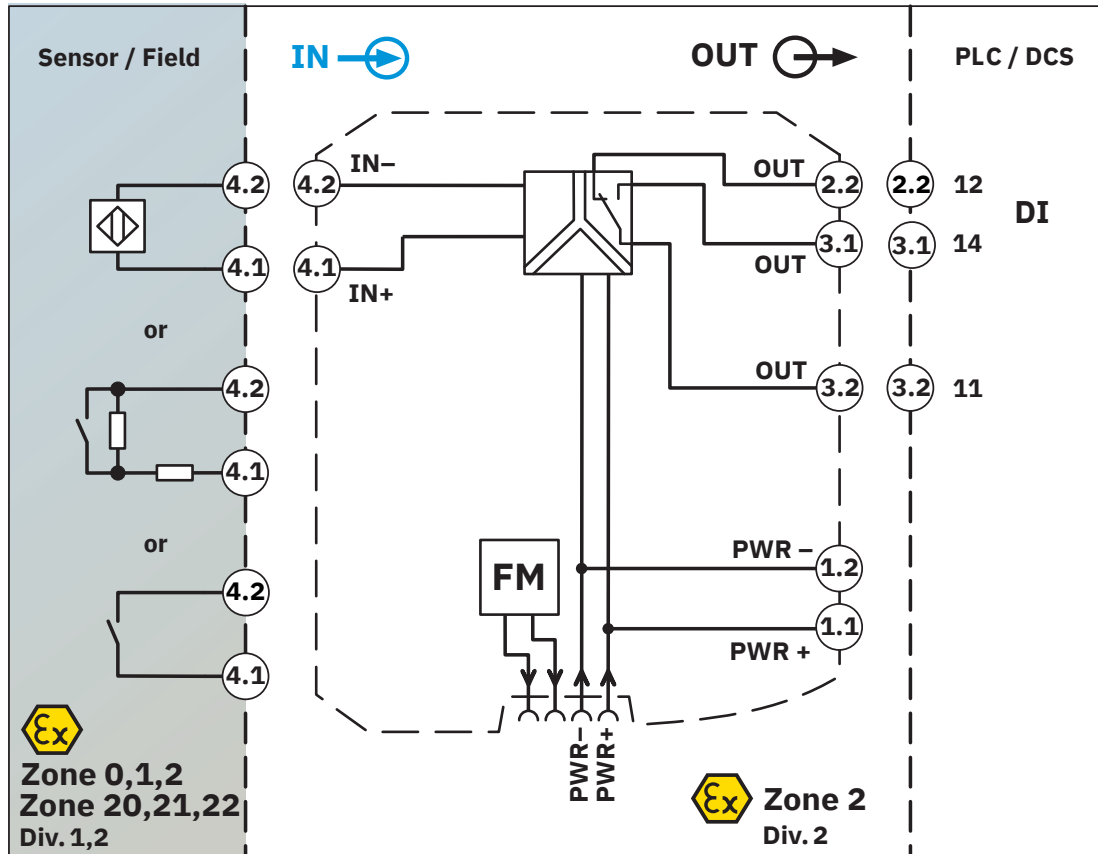 Sensor / Field
IN
OUT
PLC / DCS
4.2
4.2
IN–
OUT
2.2
2.2
12
DI
4.1
4.1
IN+
OUT
3.1
3.1
14
or
4.2
OUT
3.2
3.2
11
4.1
or
FM
PWR –
1.2
4.2
1.1
PWR +
4.1
PWR–
PWR+
Ex
Zone 0,1,2
Zone 20,21,22
Div. 1,2
Ex
Zone 2
Div. 2